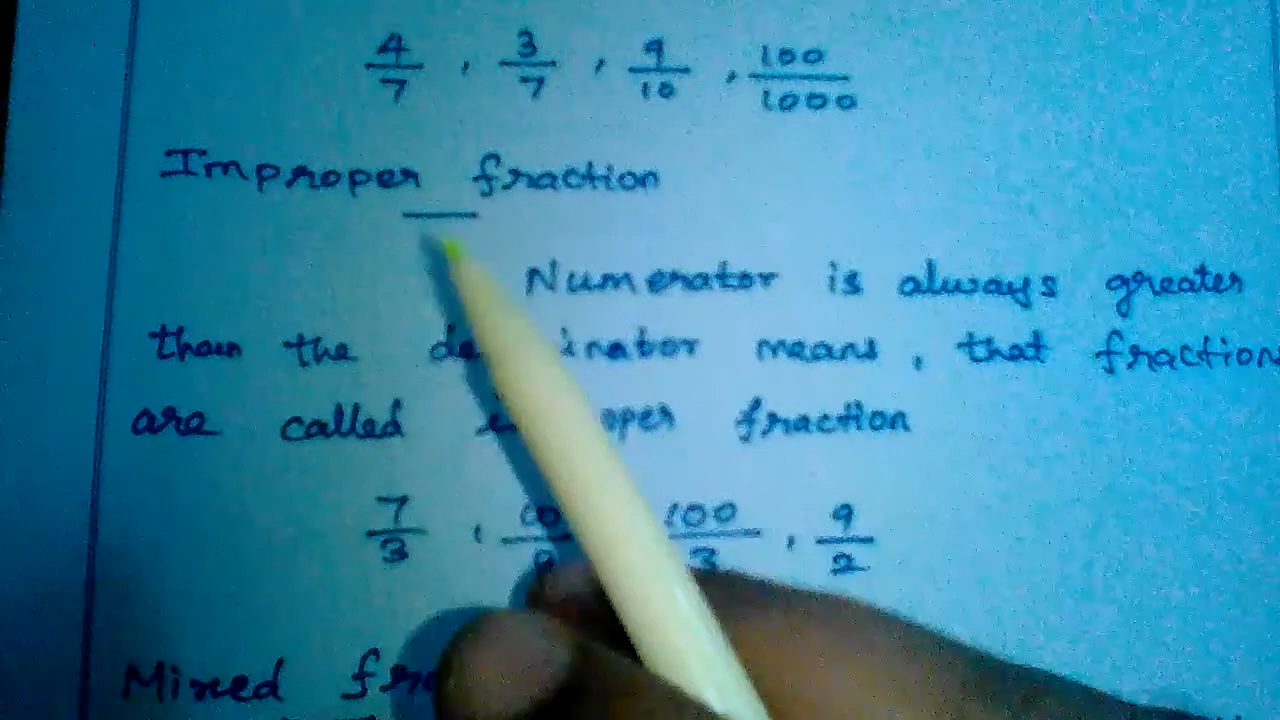 4/7 , 3/7 , 9/10 , 100/1000
Improper fraction
Numerator is always greater
than the means , that fraction
are called fraction
7/3 , 100/3 , 9/2
Mixed